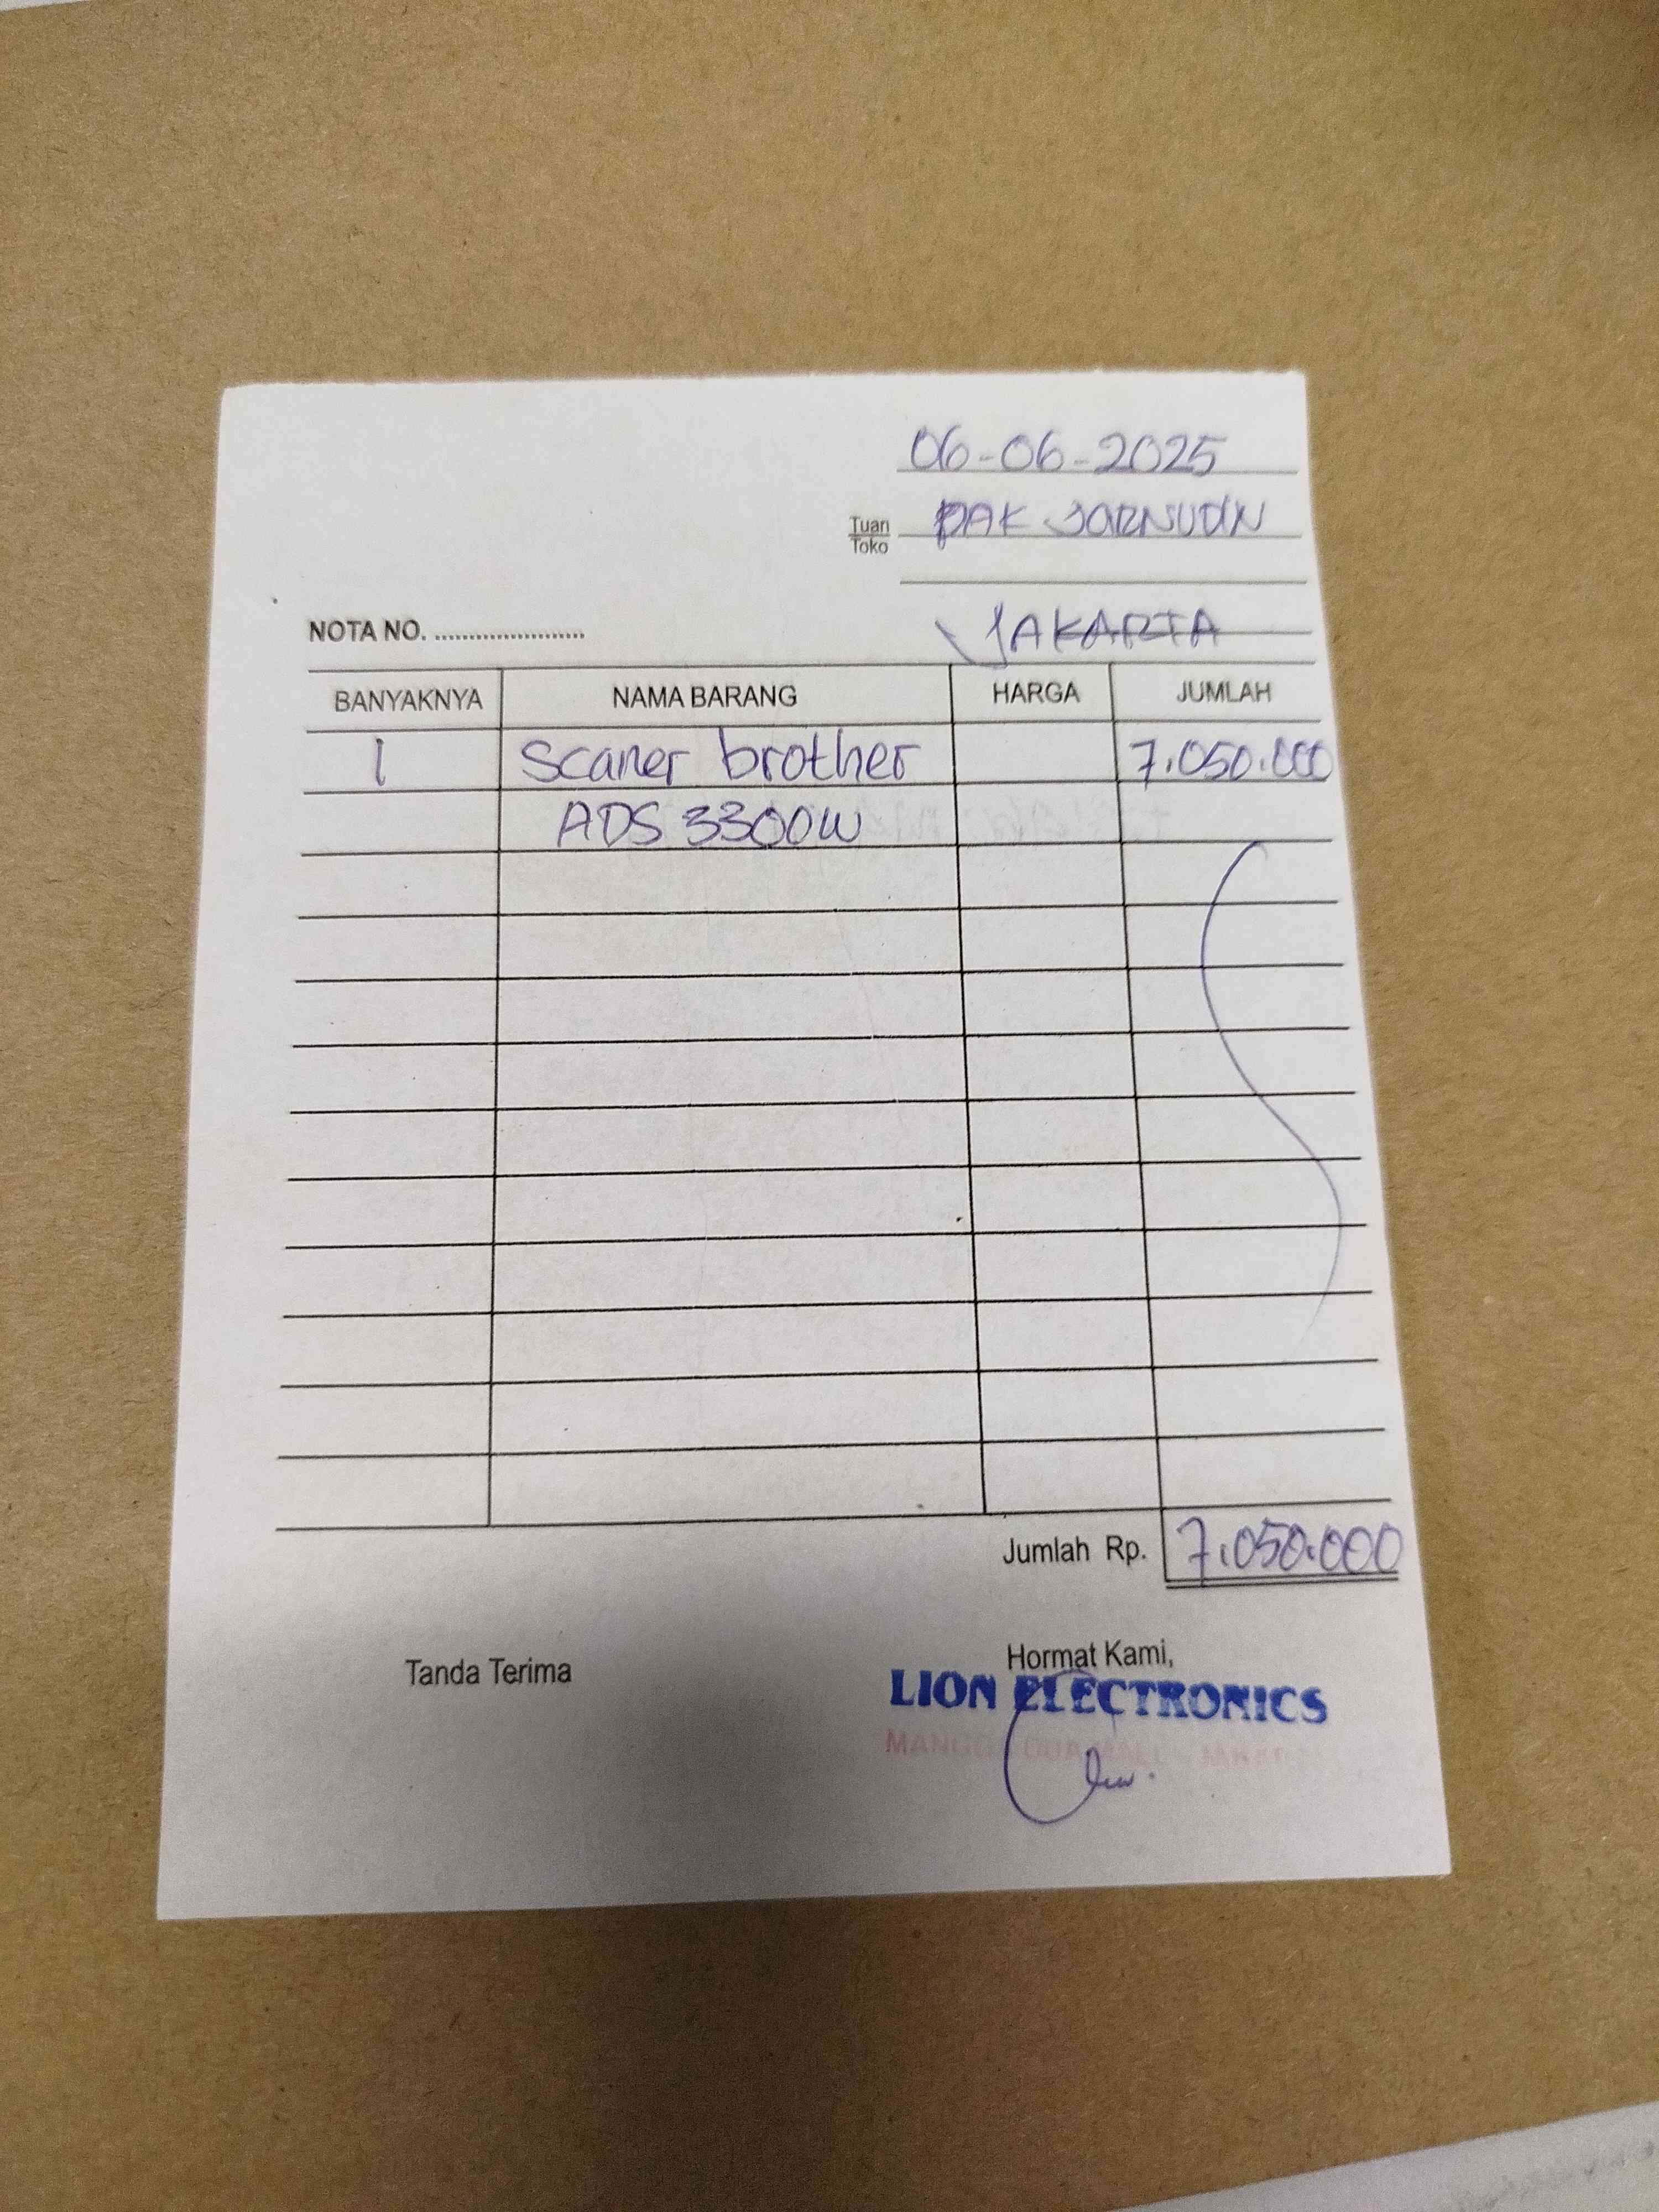 06-06-2025
Tuan
Toko
PAK JARNUDIN
JAKARTA
NOTA NO. ......................
BANYAKNYA NAMA BARANG HARGA JUMLAH
1 Scaner brother 7.050.000
ADS 3300W
Jumlah Rp. 7.050.000
Tanda Terima Hormat Kami,
LION ELECTRONICS